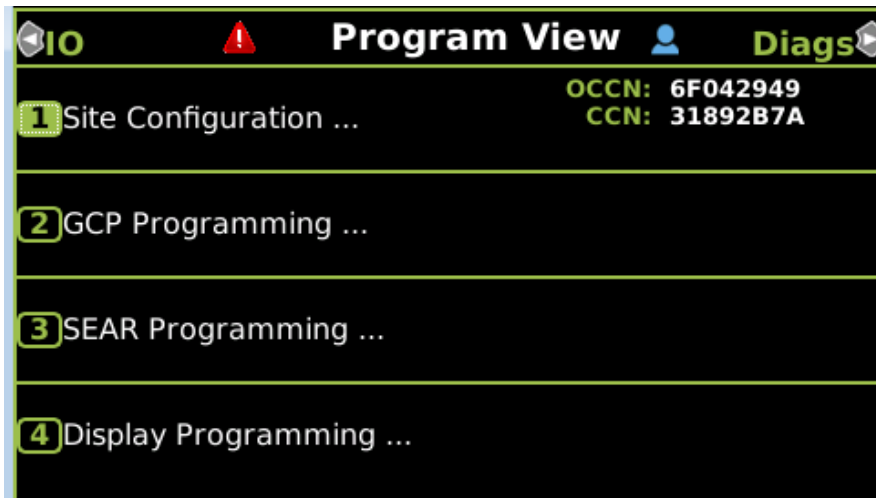 IO Program View Diags
OCCN: 6F042949
1 Site Configuration ...
CCN: 31892B7A
2 GCP Programming ...
3 SEAR Programming ...
4 Display Programming ...